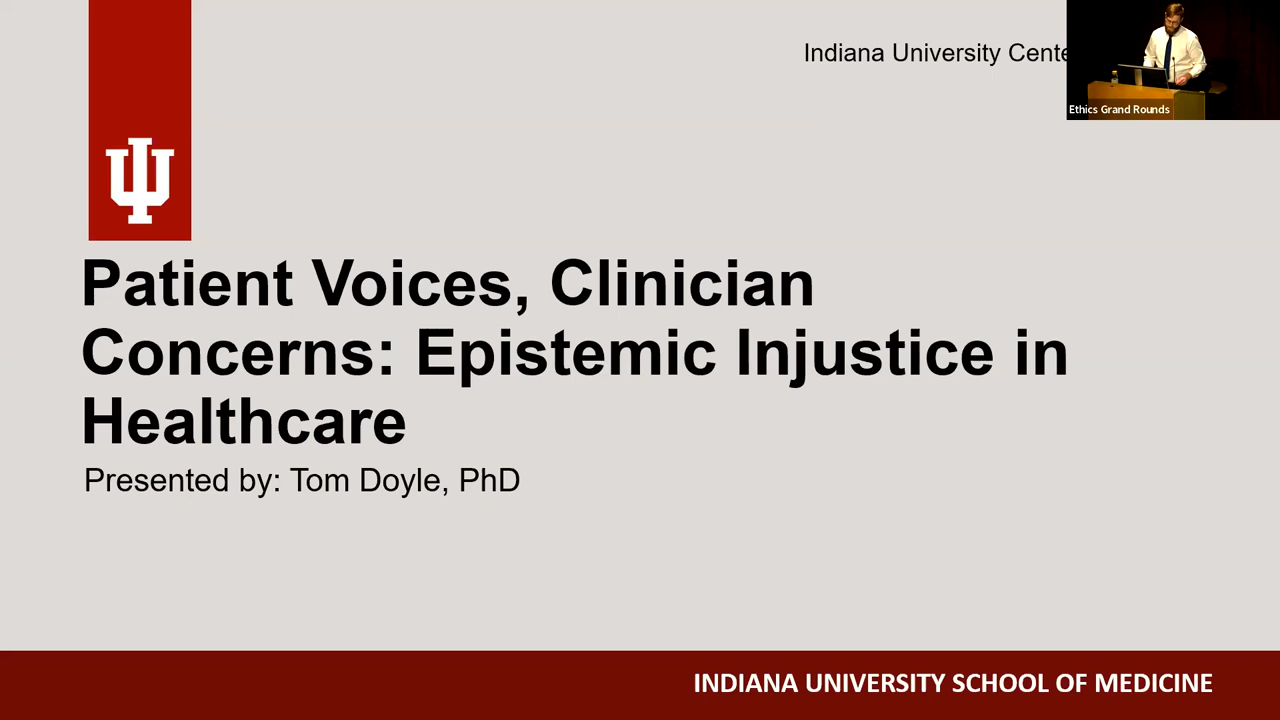 Indiana University Cente
Ethics Grand Rounds
Patient Voices, Clinician
Concerns: Epistemic Injustice in
Healthcare
Presented by: Tom Doyle, PhD
INDIANA UNIVERSITY SCHOOL OF MEDICINE